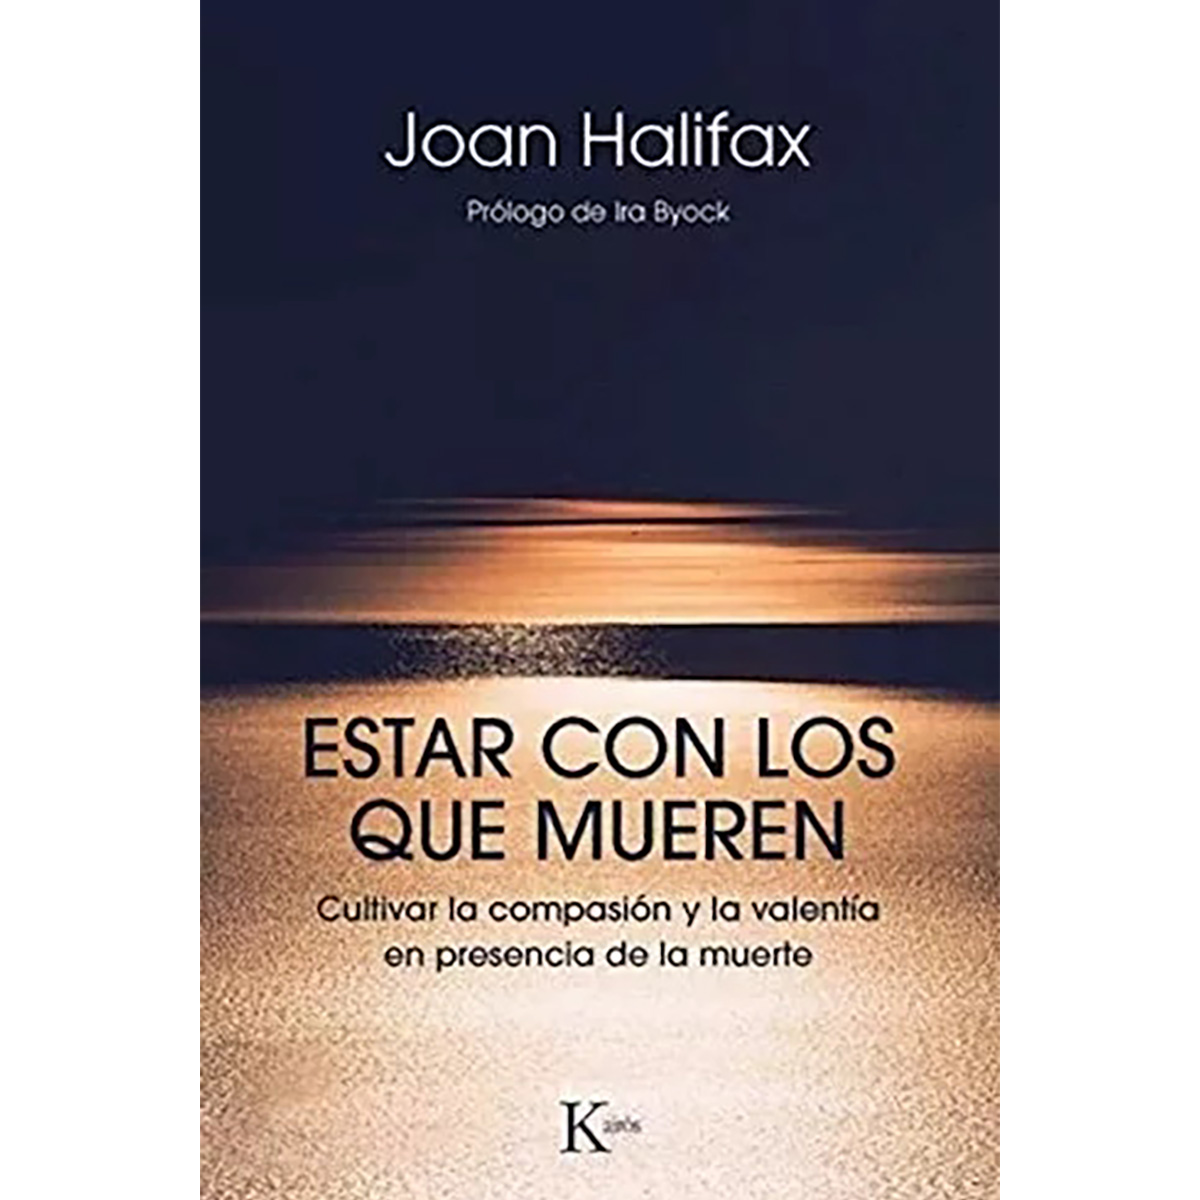 Joan Halifax
Prólogo de Ira Byock
ESTAR CON LOS
QUE MUEREN
Cultivar la compasión y la valentía
en presencia de la muerte
Kairós